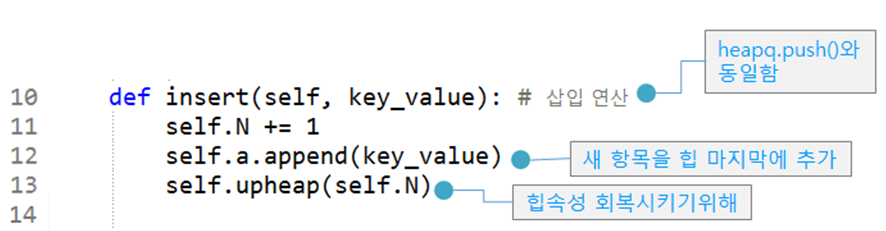 heapq.push()와
동일함
10 def insert(self, key_value): # 삽입 연산
11 self.N += 1
12 self.a.append(key_value)
새 항목을 힙 마지막에 추가
13 self.upheap(self.N)
힙속성 회복시키기위해
14